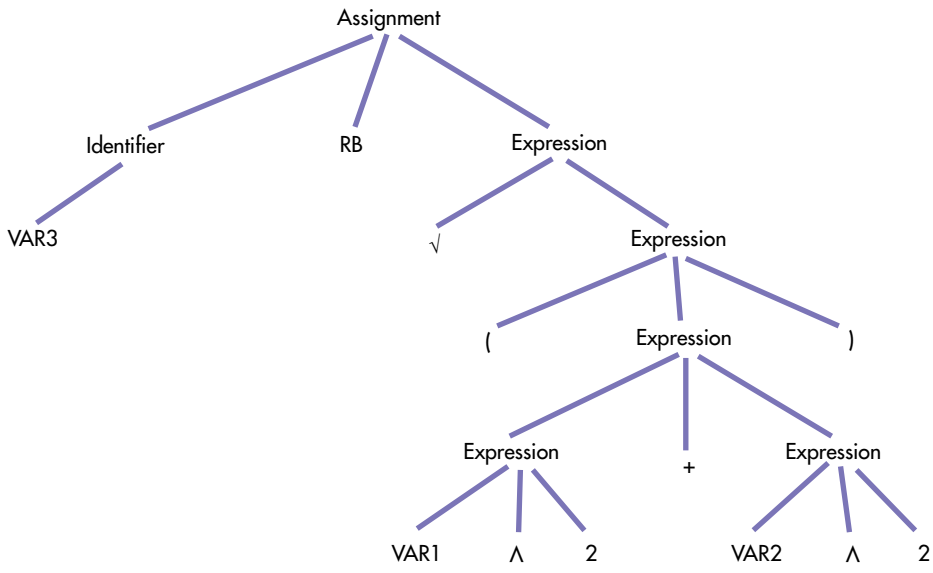 Assignment
Identifier RB Expression
VAR3 √ Expression
( Expression )
Expression + Expression
VAR1 ∧ 2 VAR2 ∧ 2